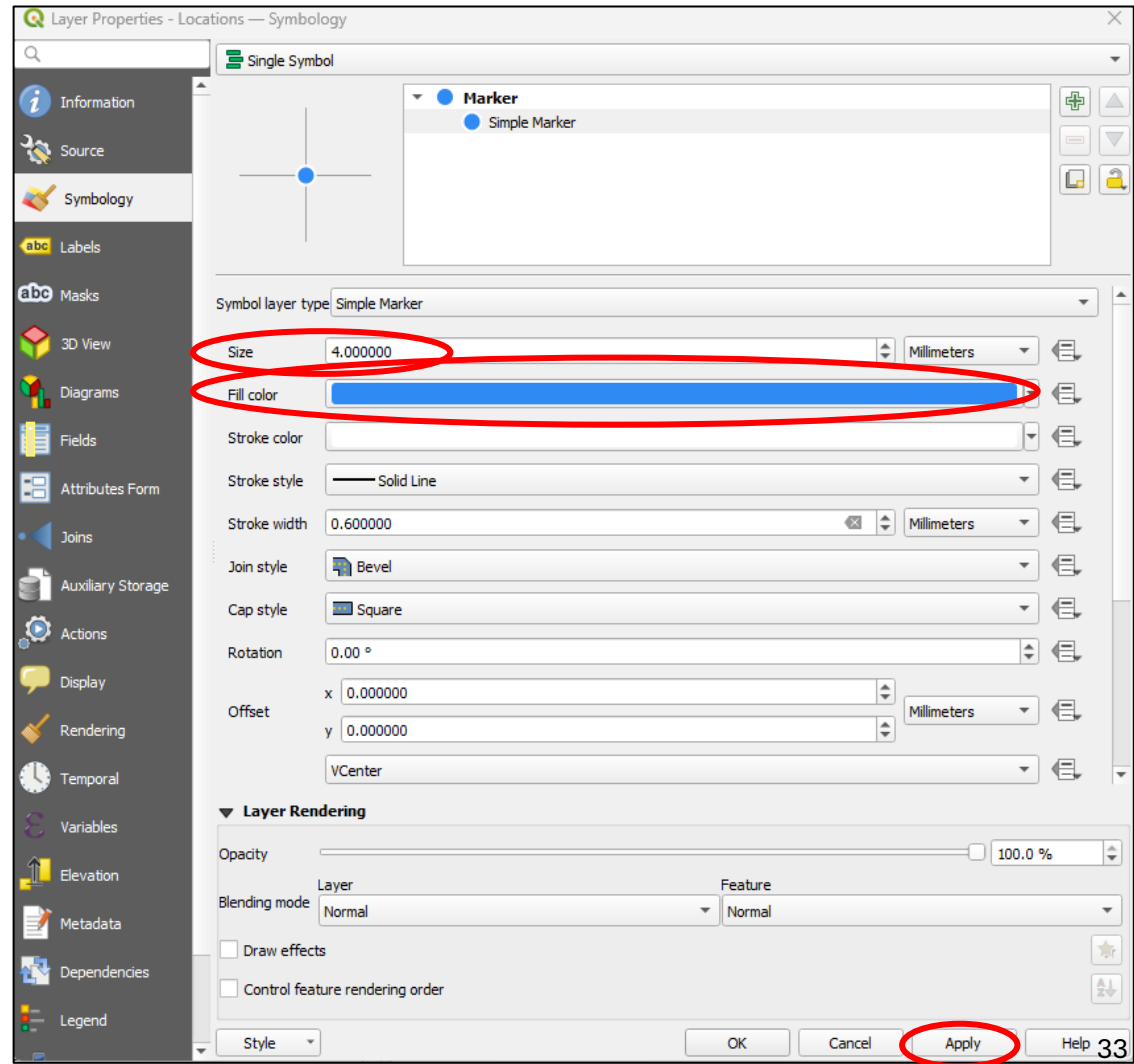 Layer Properties - Locations — Symbology
Single Symbol
Information
Source
Symbology
abc Labels
abc Masks
3D View
Diagrams
Fields
Attributes Form
Joins
Auxiliary Storage
Actions
Display
Rendering
Temporal
Variables
Elevation
Metadata
Dependencies
Legend
Marker
Simple Marker
Symbol layer type Simple Marker
Size 4.000000 Millimeters
Fill color
Stroke color
Stroke style Solid Line
Stroke width 0.600000 Millimeters
Join style Bevel
Cap style Square
Rotation 0.00 °
Offset x 0.000000 Millimeters
y 0.000000
VCenter
Layer Rendering
Opacity 100.0 %
Layer Feature
Blending mode Normal Normal
Draw effects
Control feature rendering order
Style OK Cancel Apply Help 33